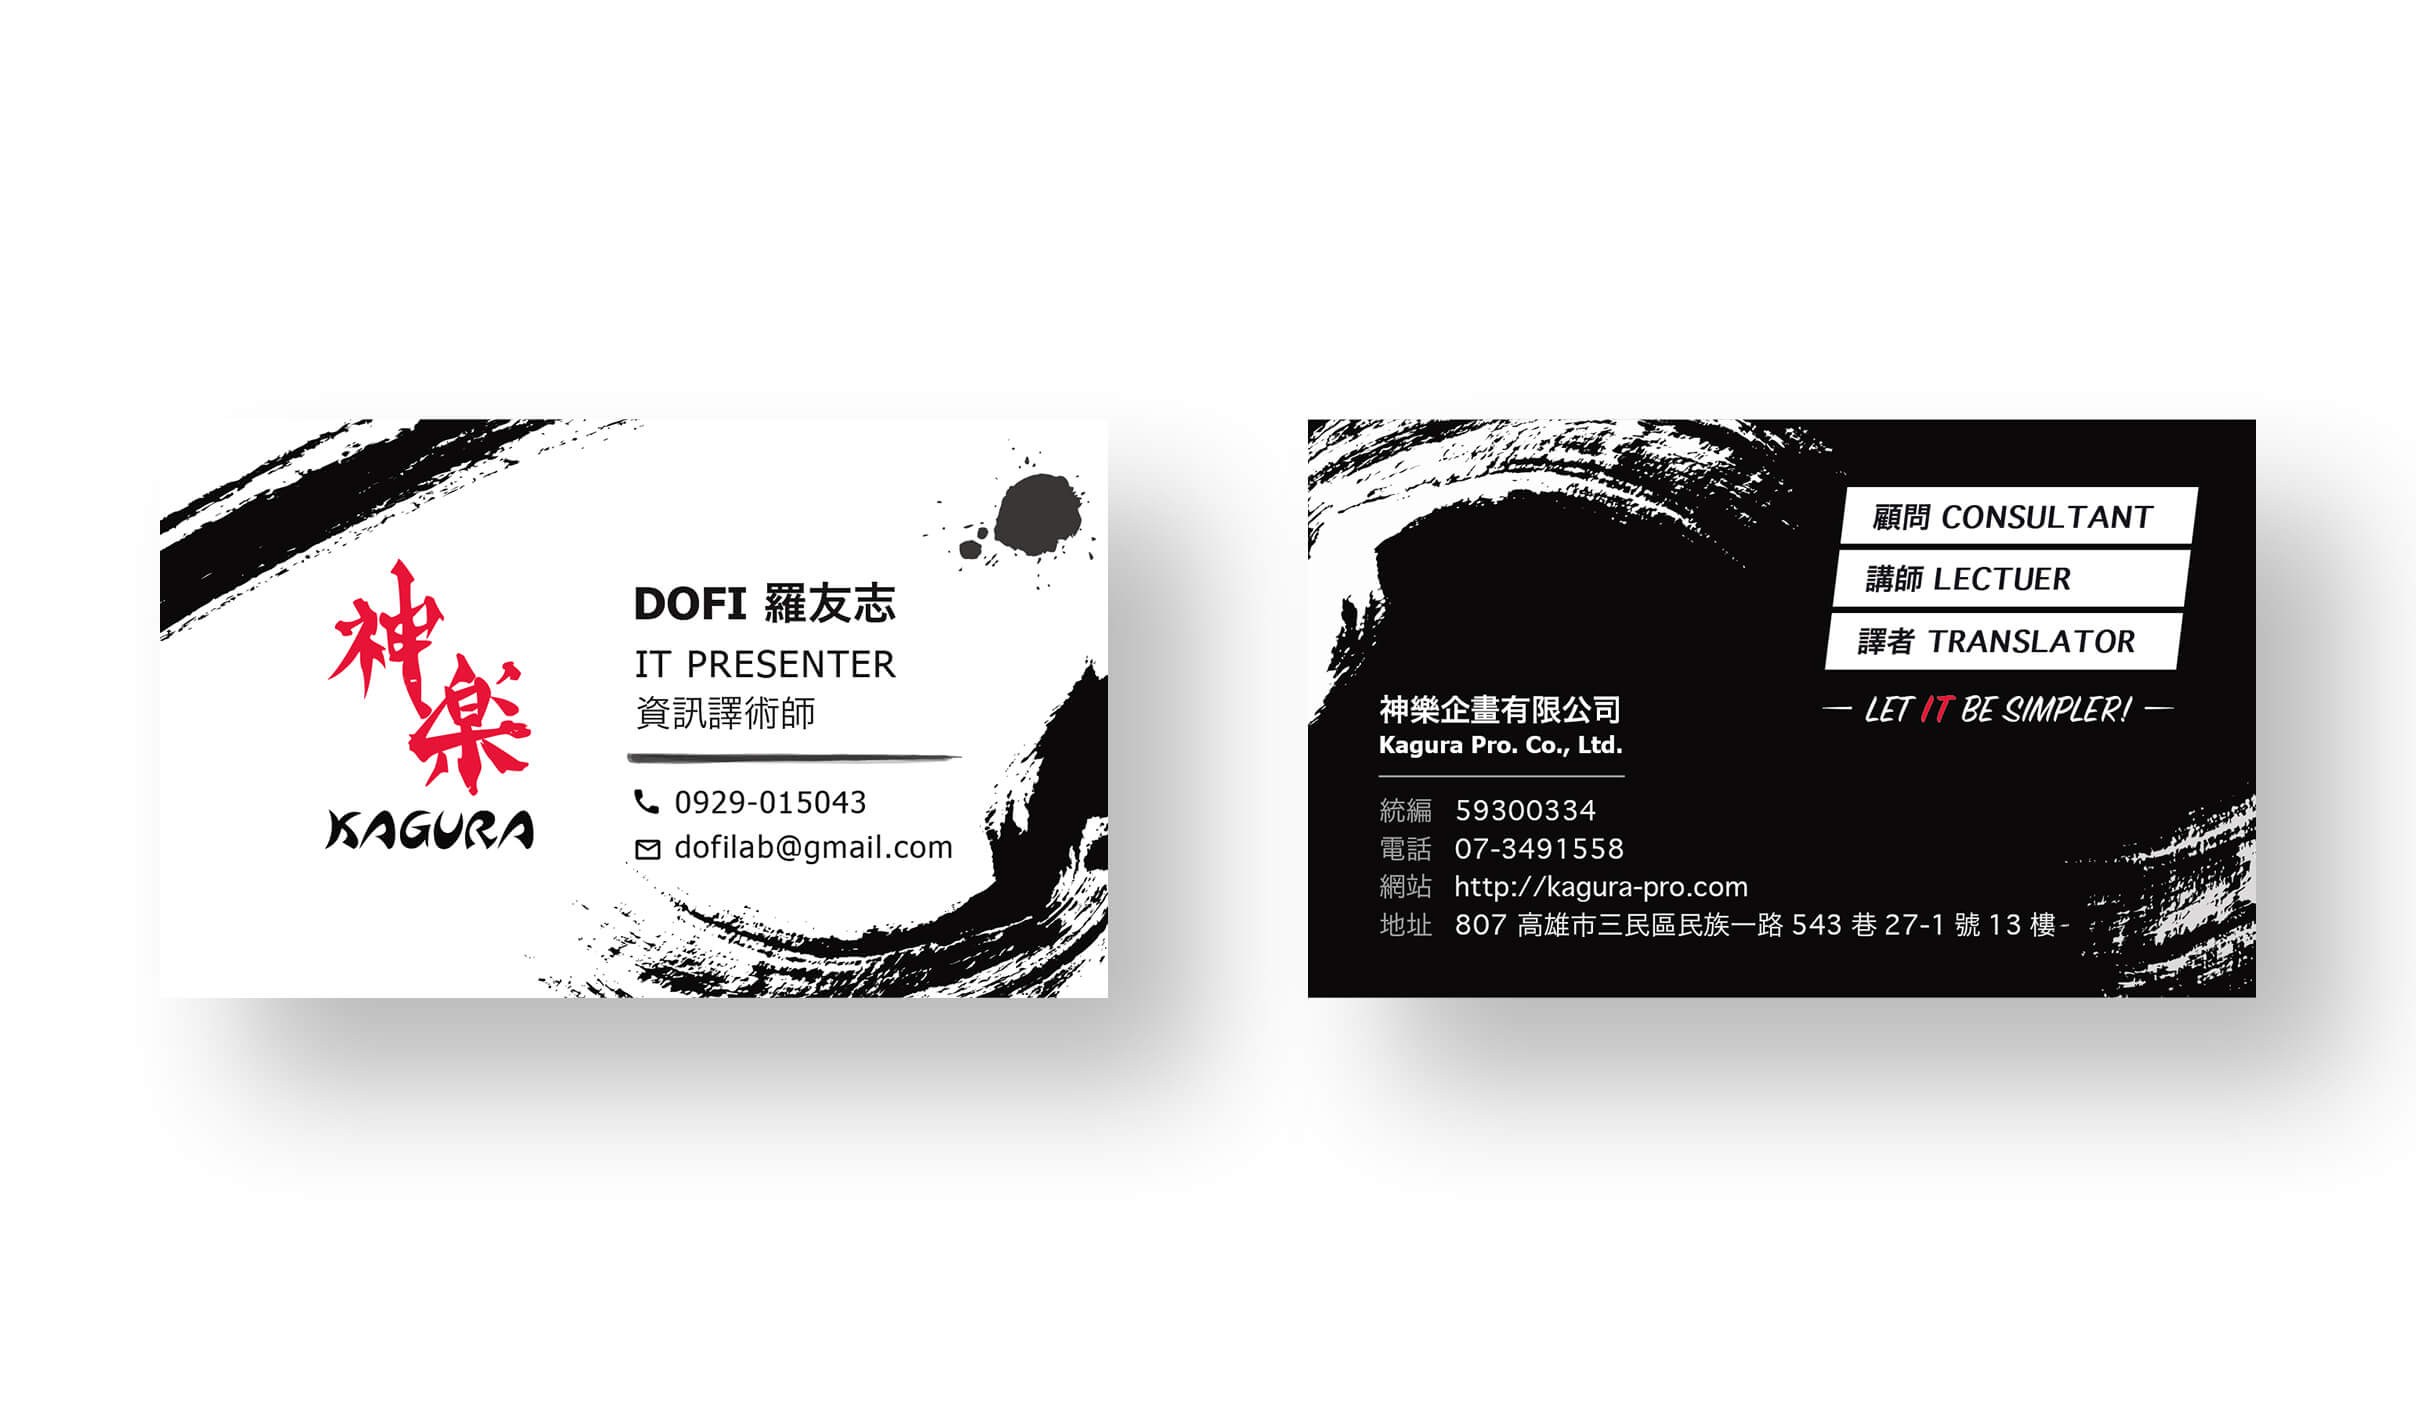 神楽
KAGURA
DOFI 羅友志
IT PRESENTER
資訊譯術師
0929-015043
dofilab@gmail.com
顧問 CONSULTANT
講師 LECTUER
譯者 TRANSLATOR
LET IT BE SIMPLER!
神樂企畫有限公司
Kagura Pro. Co., Ltd.
統編 59300334
電話 07-3491558
網站 http://kagura-pro.com
地址 807 高雄市三民區民族一路 543 巷 27-1 號 13 樓